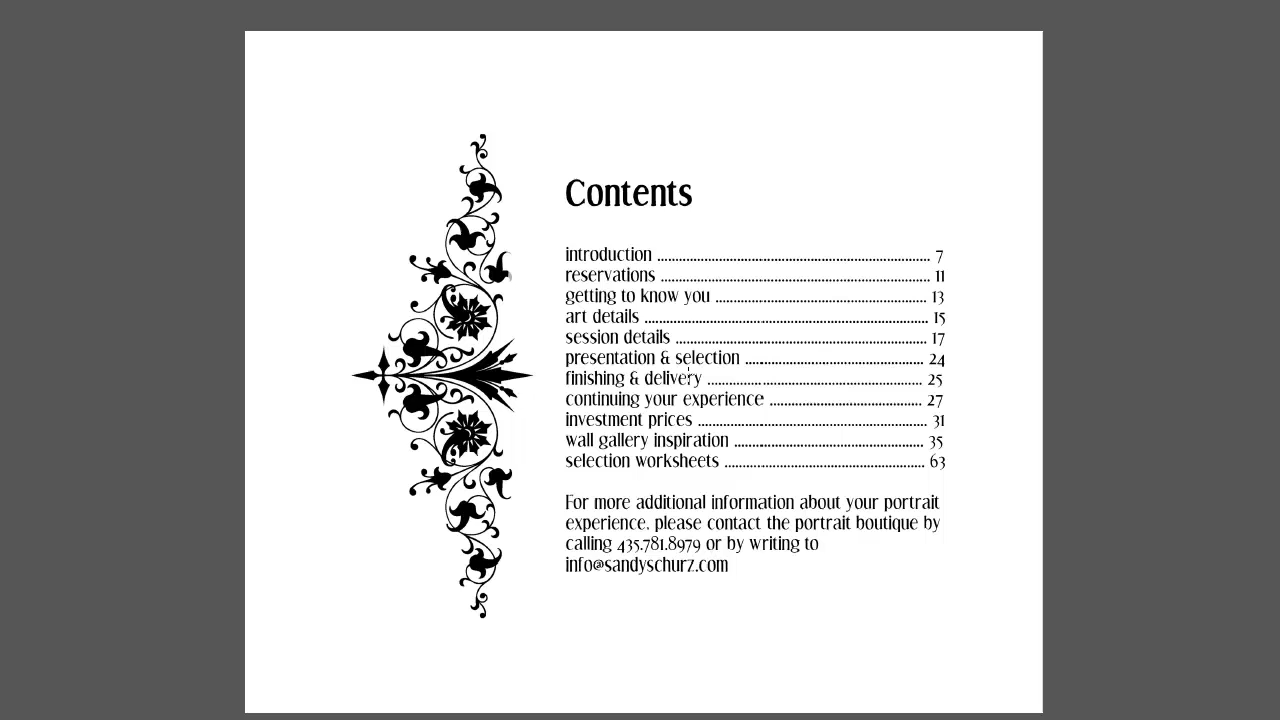 Contents
introduction ........................................................................ 7
reservations ....................................................................... 11
getting to know you ........................................................ 13
art details ........................................................................... 15
session details .................................................................. 17
presentation & selection ............................................... 24
finishing & delivery ......................................................... 25
continuing your experience ........................................ 27
investment prices ............................................................ 31
wall gallery inspiration .................................................. 35
selection worksheets ..................................................... 63
For more additional information about your portrait
experience, please contact the portrait boutique by
calling 435.781.8979 or by writing to
info@sandyschurz.com